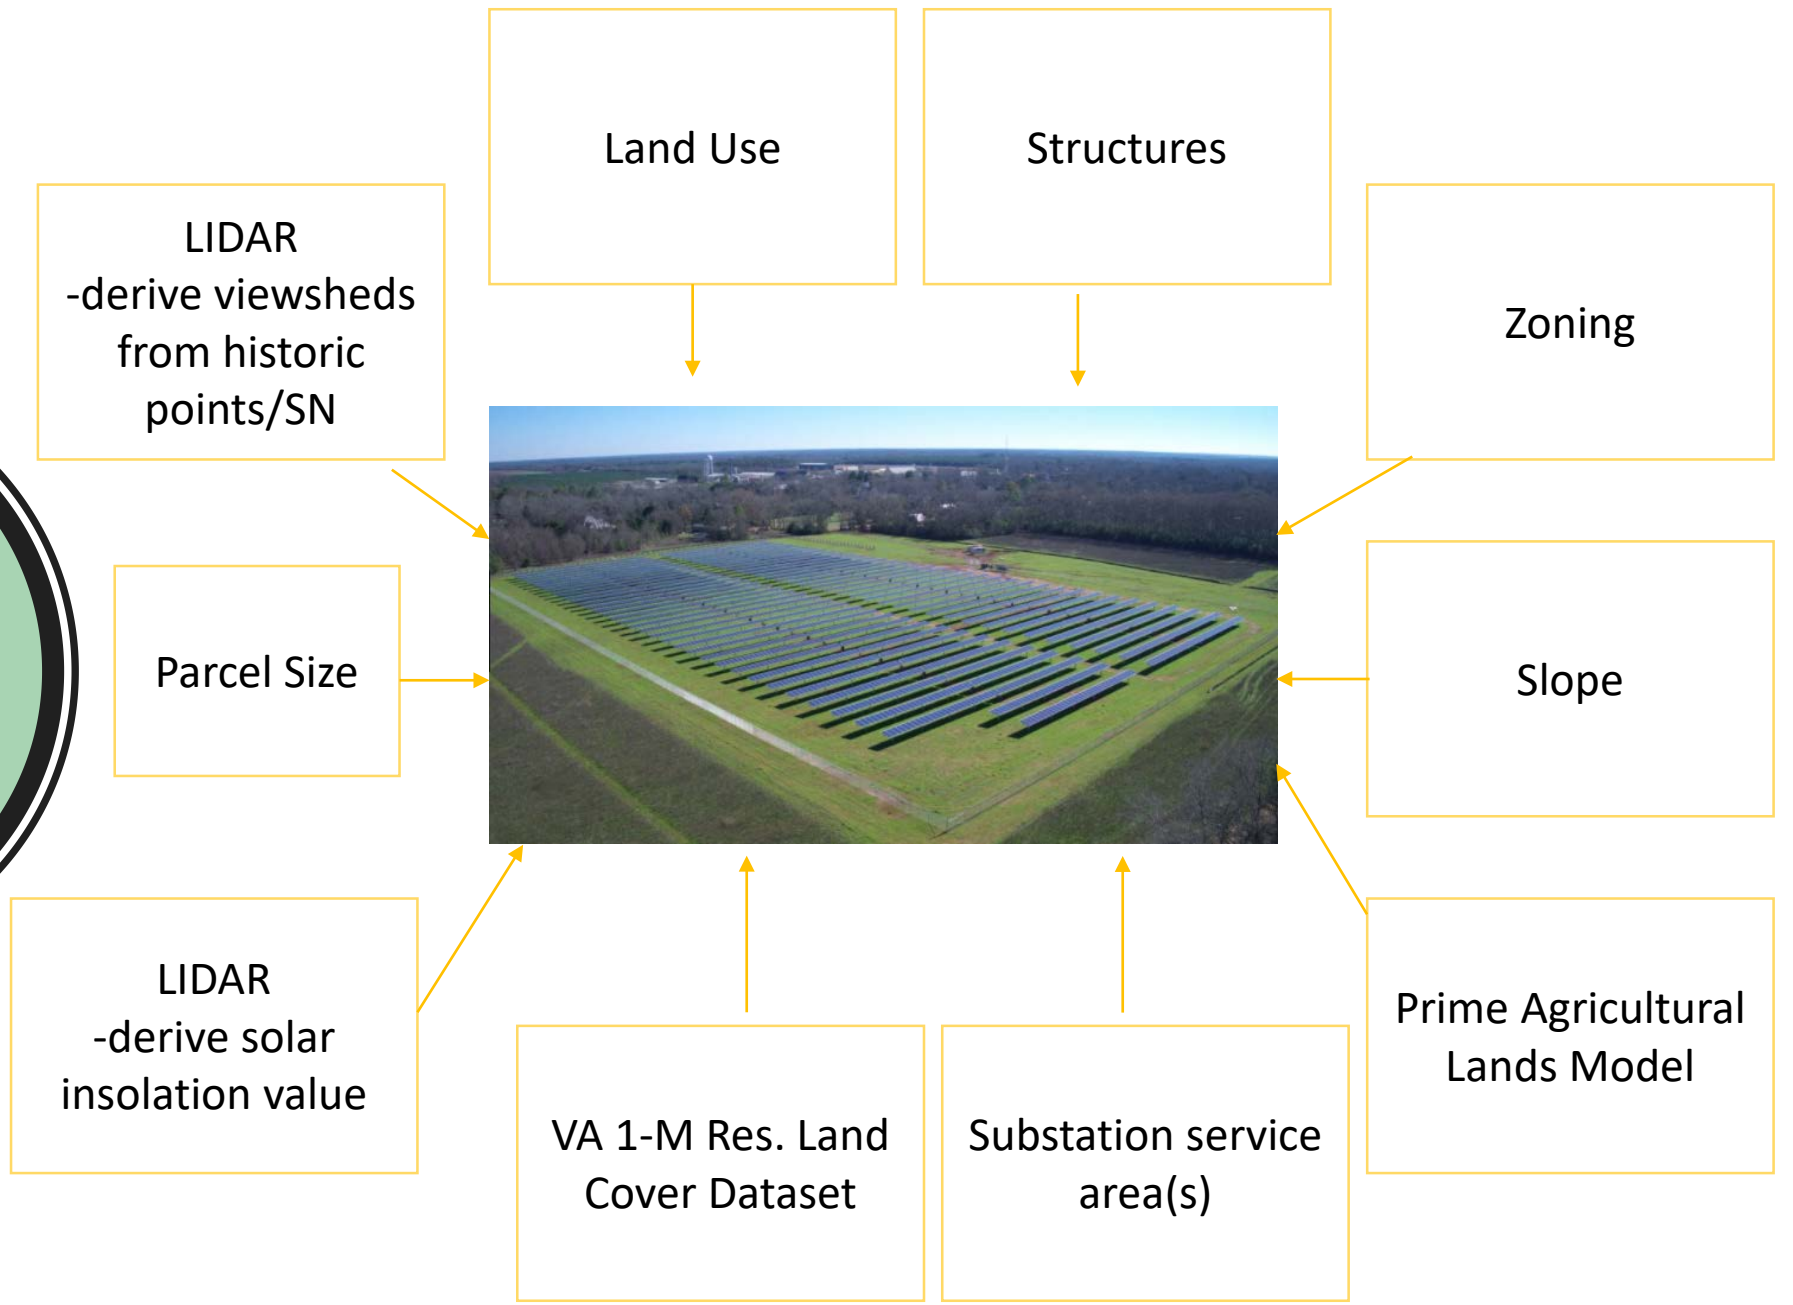 Land Use
Structures
LIDAR
-derive viewsheds
from historic
points/SN
Zoning
Parcel Size
Slope
LIDAR
-derive solar
insolation value
Prime Agricultural
Lands Model
VA 1-M Res. Land
Cover Dataset
Substation service
area(s)